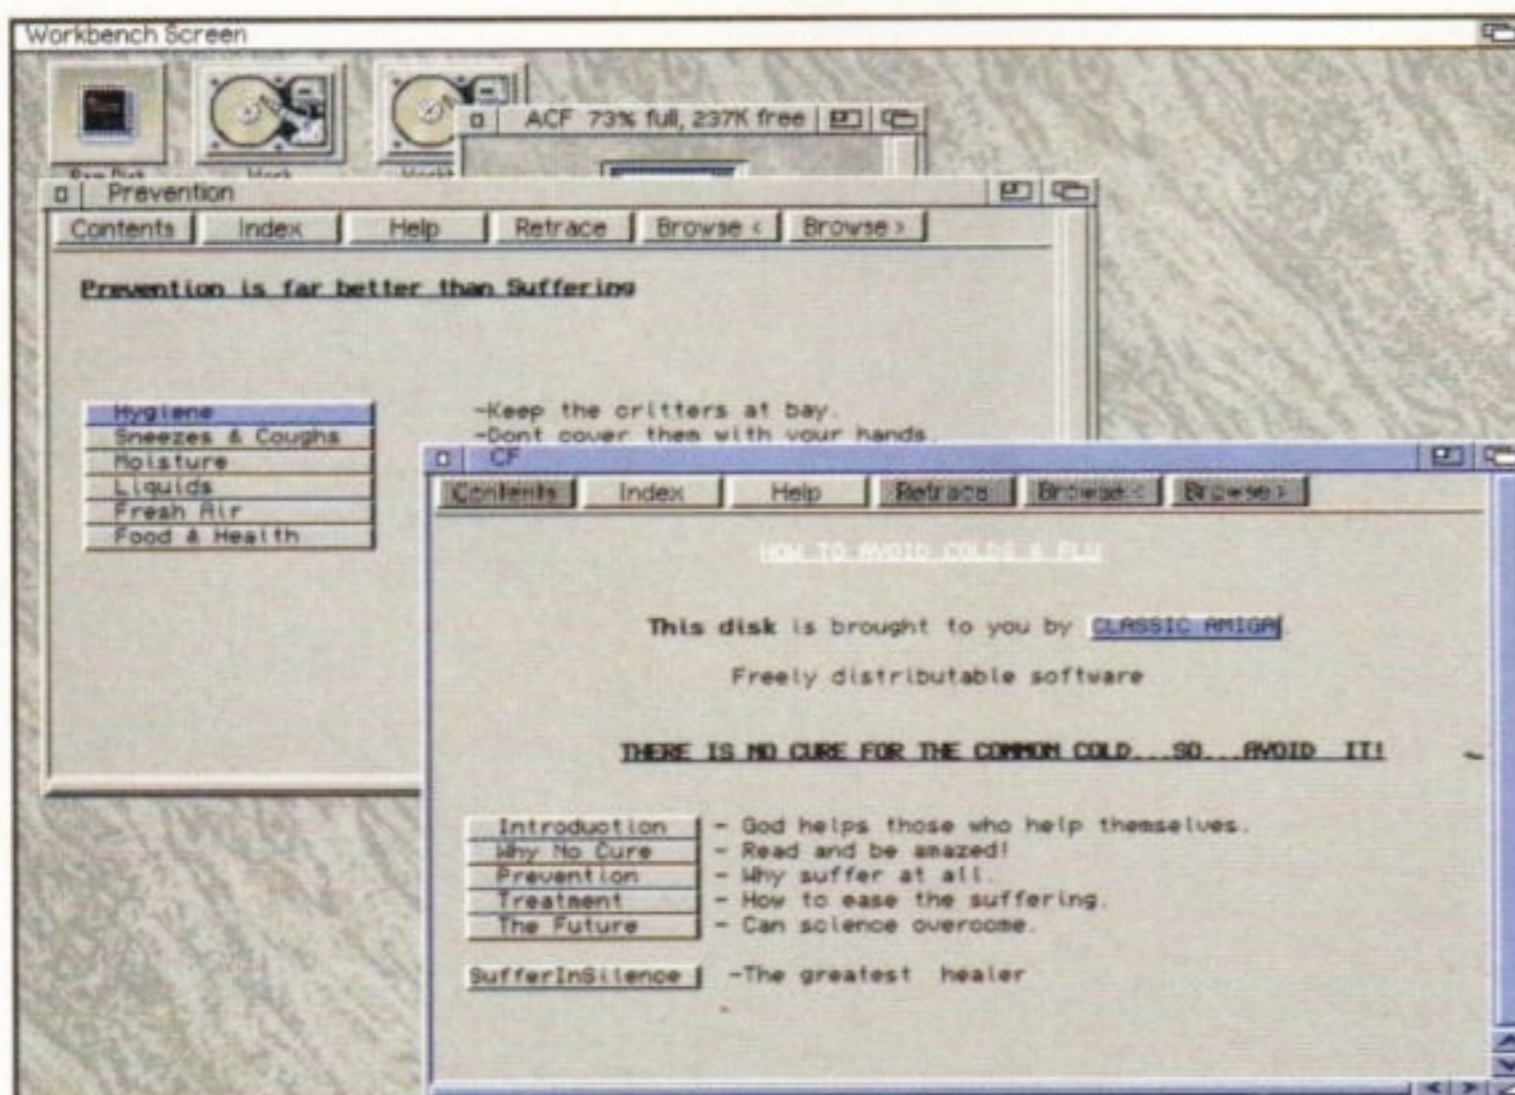 Workbench Screen
ACF 73% full, 237K free
Ram Disk Work
Prevention
Contents Index Help Retrace Browse < Browse >
Prevention is far better than Suffering
Hygiene -Keep the critters at bay.
Sneezes & Coughs -Dont cover them with your hands.
Moisture
Liquids
Fresh Air
Food & Health
CF
Contents Index Help Retrace Browse < Browse >
HOW TO AVOID COLDS & FLU
This disk is brought to you by CLASSIC AMIGA.
Freely distributable software
THERE IS NO CURE FOR THE COMMON COLD...SO...AVOID IT!
Introduction - God helps those who help themselves.
Why No Cure - Read and be amazed!
Prevention - Why suffer at all.
Treatment - How to ease the suffering.
The Future - Can science overcome.
SufferInSilence -The greatest healer